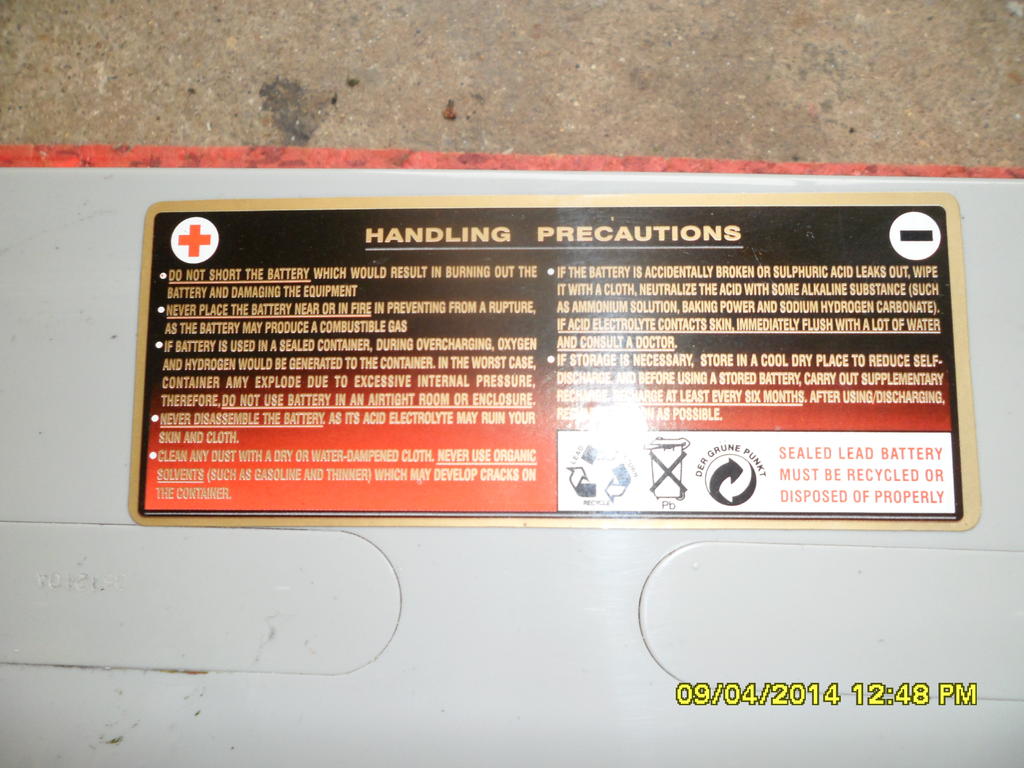 HANDLING PRECAUTIONS
• DO NOT SHORT THE BATTERY, WHICH WOULD RESULT IN BURNING OUT THE
BATTERY AND DAMAGING THE EQUIPMENT
• NEVER PLACE THE BATTERY NEAR OR IN FIRE IN PREVENTING FROM A RUPTURE,
AS THE BATTERY MAY PRODUCE A COMBUSTIBLE GAS
• IF BATTERY IS USED IN A SEALED CONTAINER, DURING OVERCHARGING, OXYGEN
AND HYDROGEN WOULD BE GENERATED TO THE CONTAINER. IN THE WORST CASE,
CONTAINER AMY EXPLODE DUE TO EXCESSIVE INTERNAL PRESSURE,
THEREFORE, DO NOT USE BATTERY IN AN AIRTIGHT ROOM OR ENCLOSURE.
• NEVER DISASSEMBLE THE BATTERY, AS ITS ACID ELECTROLYTE MAY RUIN YOUR
SKIN AND CLOTH.
• CLEAN ANY DUST WITH A DRY OR WATER-DAMPENED CLOTH. NEVER USE ORGANIC
SOLVENTS (SUCH AS GASOLINE AND THINNER) WHICH MAY DEVELOP CRACKS ON
THE CONTAINER.
• IF THE BATTERY IS ACCIDENTALLY BROKEN OR SULPHURIC ACID LEAKS OUT, WIPE
IT WITH A CLOTH, NEUTRALIZE THE ACID WITH SOME ALKALINE SUBSTANCE (SUCH
AS AMMONIUM SOLUTION, BAKING POWER AND SODIUM HYDROGEN CARBONATE).
IF ACID ELECTROLYTE CONTACTS SKIN, IMMEDIATELY FLUSH WITH A LOT OF WATER
AND CONSULT A DOCTOR.
• IF STORAGE IS NECESSARY, STORE IN A COOL DRY PLACE TO REDUCE SELF-
DISCHARGE, AND BEFORE USING A STORED BATTERY, CARRY OUT SUPPLEMENTARY
RECHARGE. RECHARGE AT LEAST EVERY SIX MONTHS. AFTER USING/DISCHARGING,
AS POSSIBLE.
LEAD
RECYCLE
Pb
DER GRÜNE PUNKT
SEALED LEAD BATTERY
MUST BE RECYCLED OR
DISPOSED OF PROPERLY
09/04/2014 12:48 PM